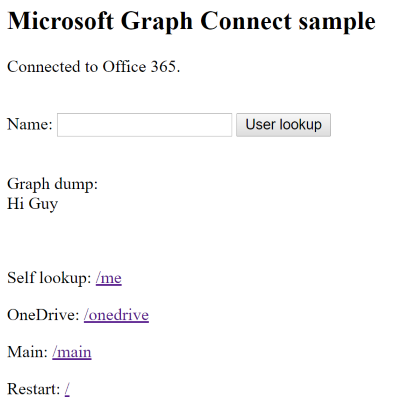 Microsoft Graph Connect sample
Connected to Office 365.
Name: User lookup
Graph dump:
Hi Guy
Self lookup: /me
OneDrive: /onedrive
Main: /main
Restart: /